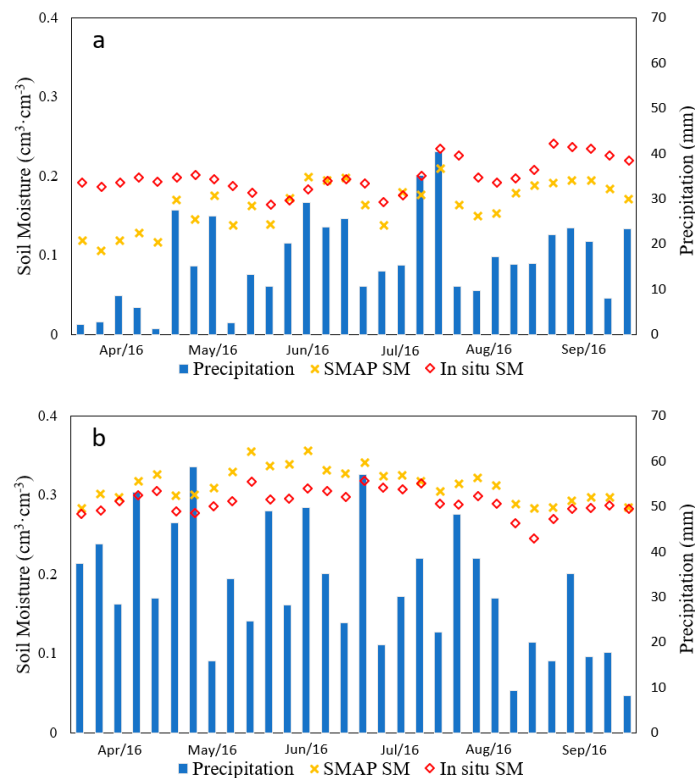 a
0.4
0.3
0.2
0.1
0
Soil Moisture (cm³·cm⁻³)
70
60
50
40
30
20
10
0
Precipitation (mm)
Apr/16 May/16 Jun/16 Jul/16 Aug/16 Sep/16
Precipitation SMAP SM In situ SM
b
0.4
0.3
0.2
0.1
0
Soil Moisture (cm³·cm⁻³)
70
60
50
40
30
20
10
0
Precipitation (mm)
Apr/16 May/16 Jun/16 Jul/16 Aug/16 Sep/16
Precipitation SMAP SM In situ SM